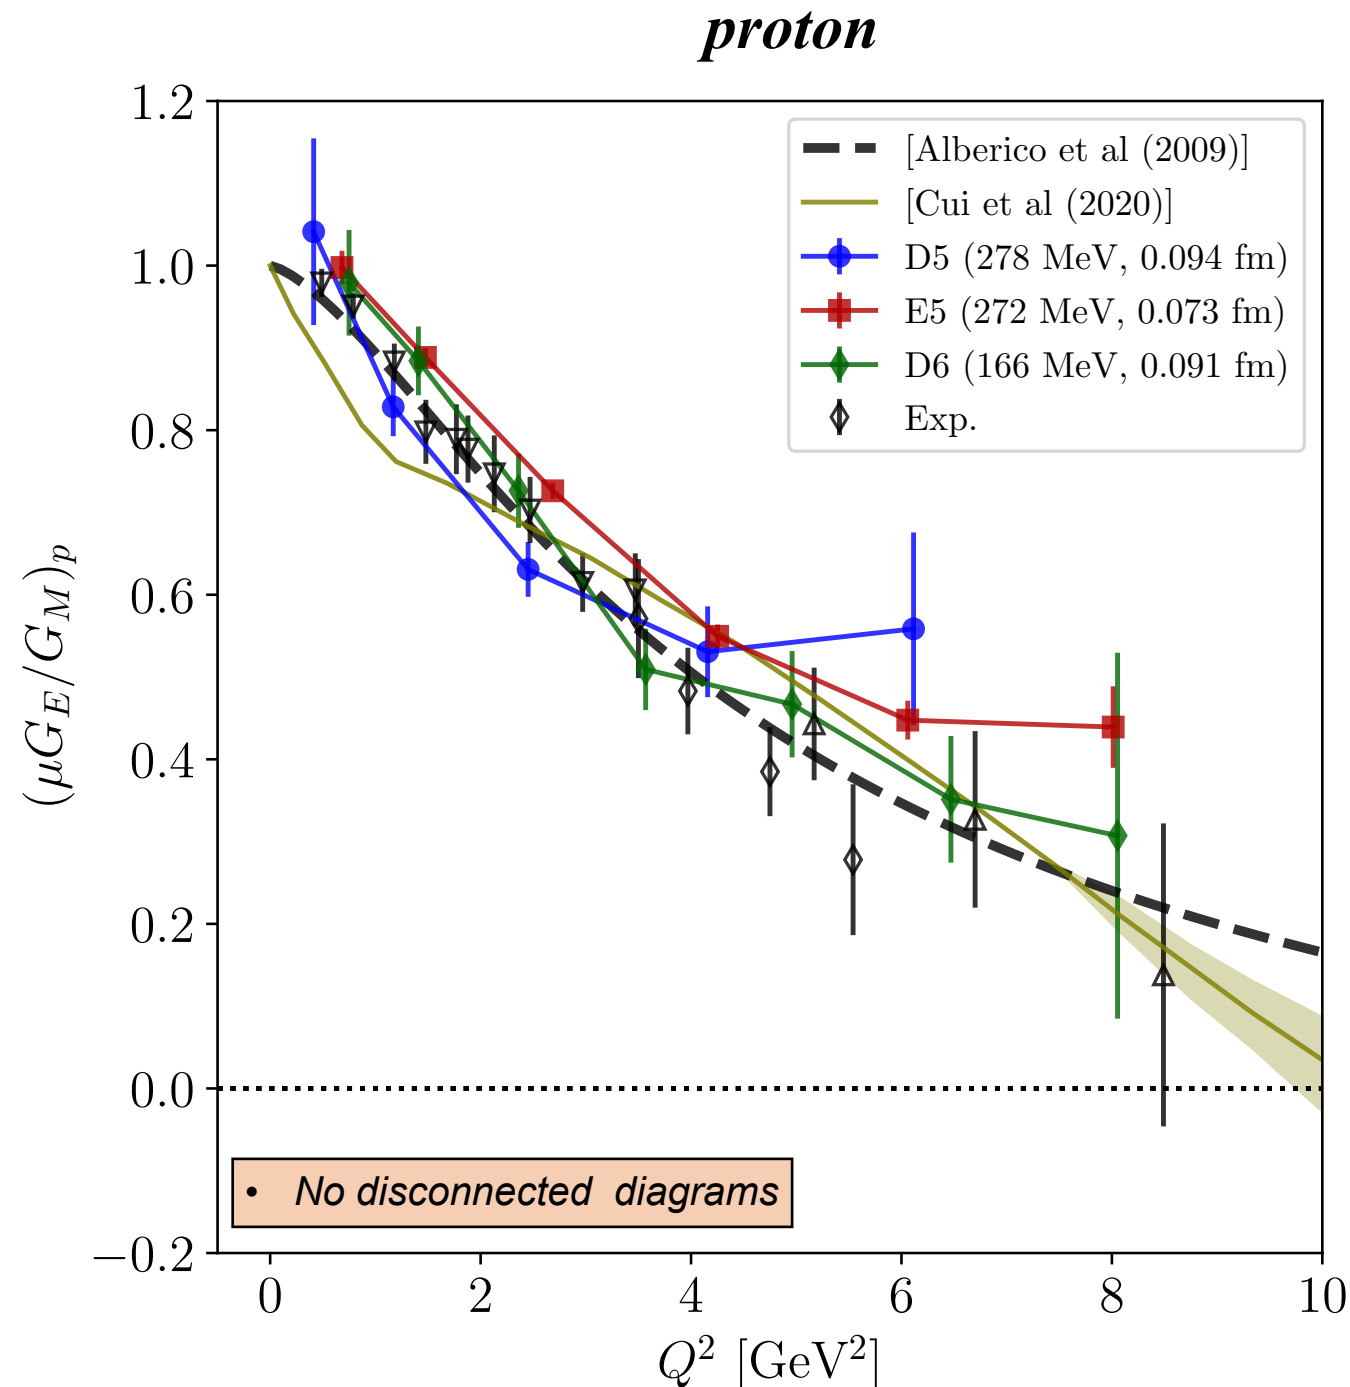 proton
1.2
1.0
0.8
0.6
0.4
0.2
0.0
−0.2
(μG_E/G_M)_p
[Alberico et al (2009)]
[Cui et al (2020)]
D5 (278 MeV, 0.094 fm)
E5 (272 MeV, 0.073 fm)
D6 (166 MeV, 0.091 fm)
Exp.
• No disconnected diagrams
0 2 4 6 8 10
Q² [GeV²]